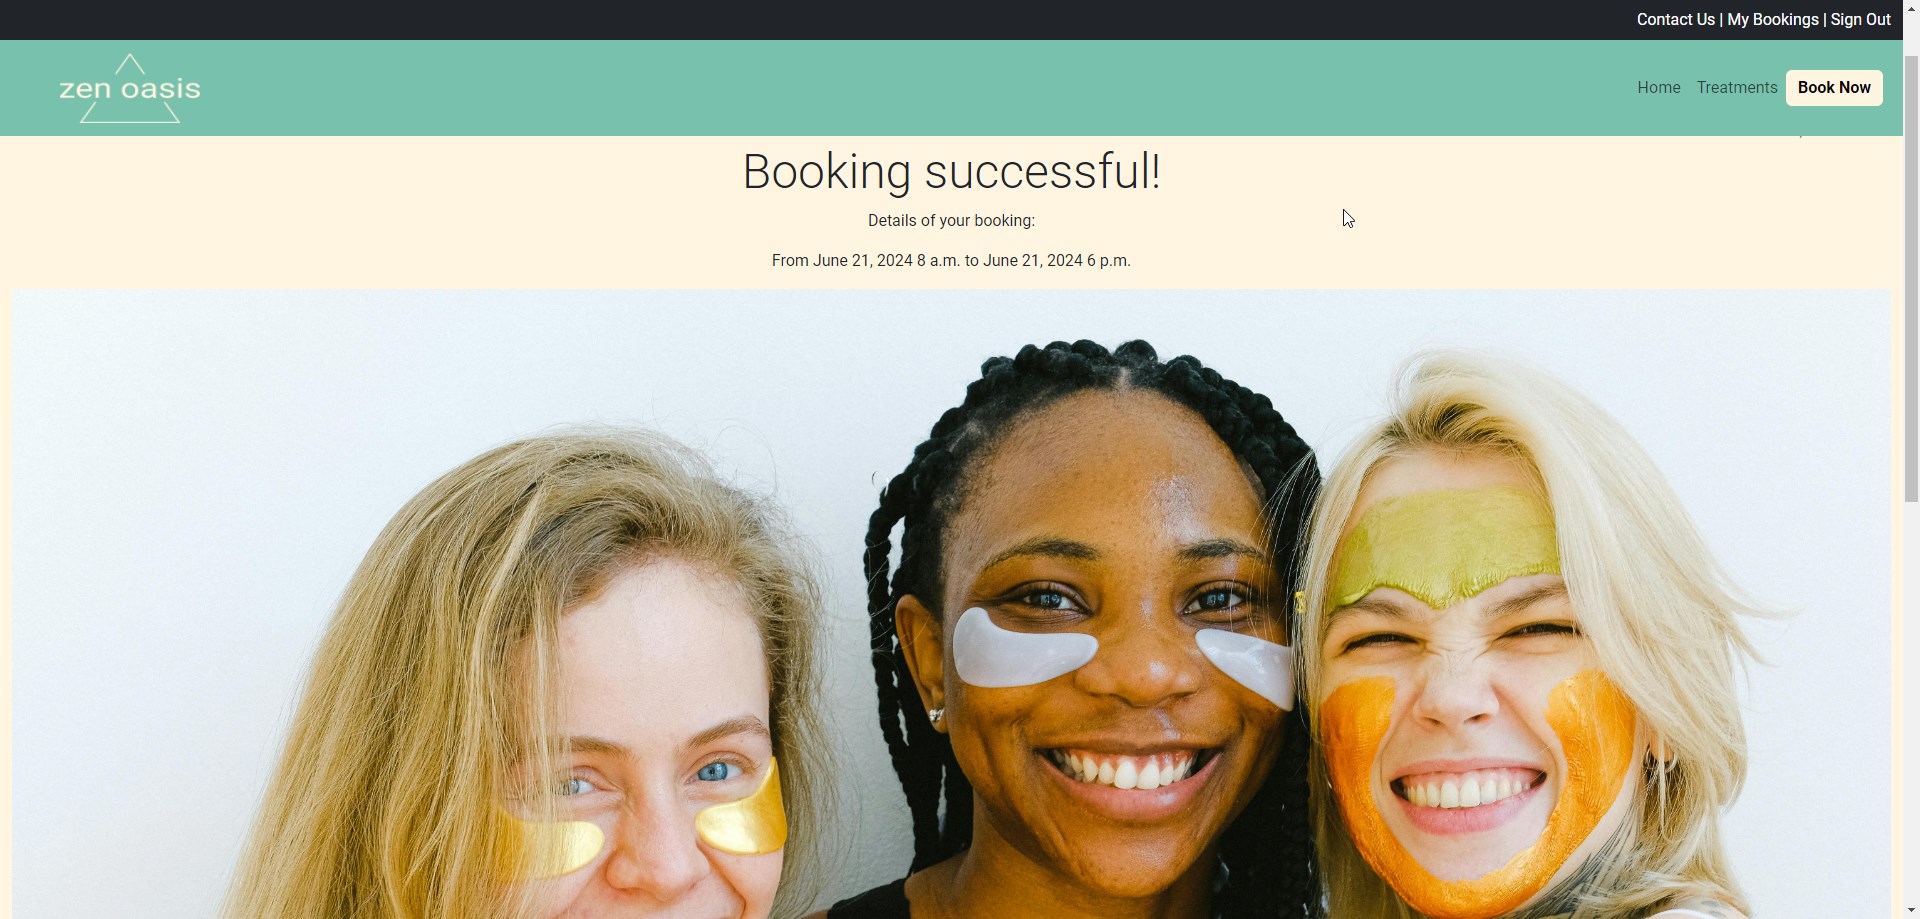 Contact Us | My Bookings | Sign Out
zen oasis
Home Treatments Book Now
Booking successful!
Details of your booking:
From June 21, 2024 8 a.m. to June 21, 2024 6 p.m.